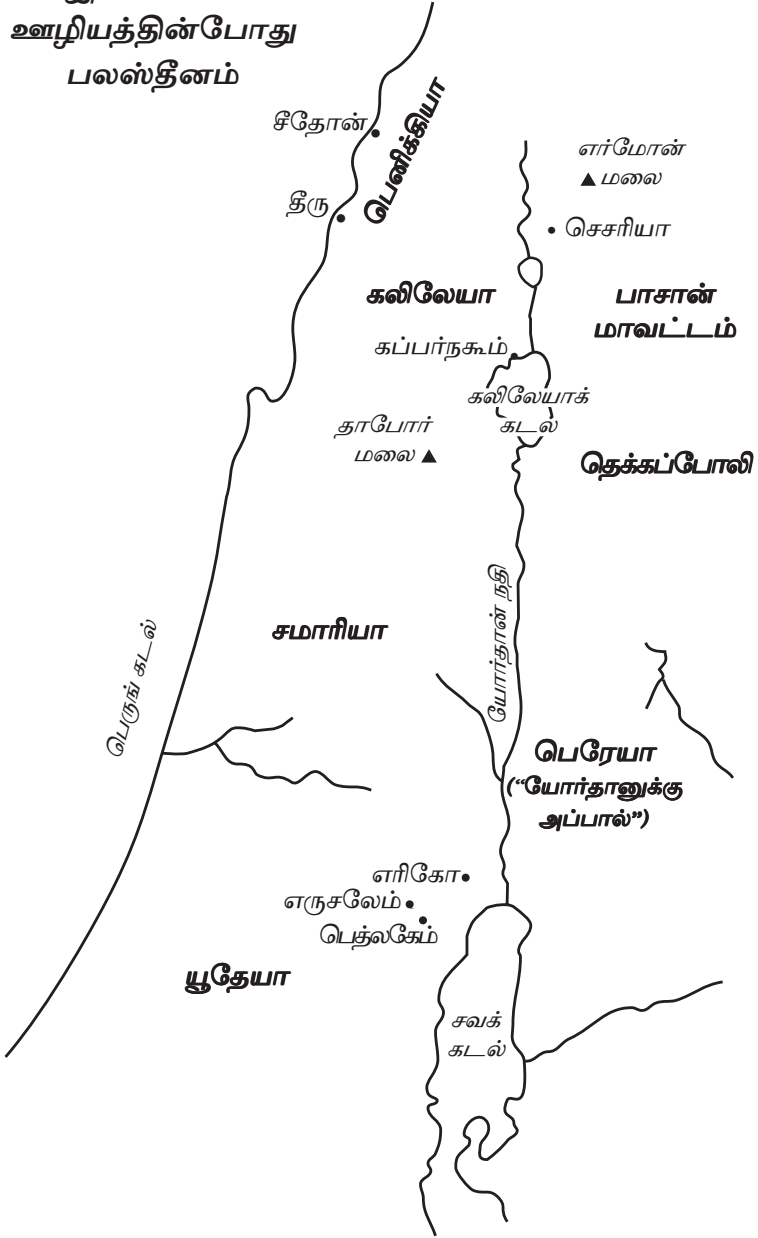 ஊழியத்தின்போது
பலஸ்தீனம்
சீதோன்
பெனிக்கியா
தீரு
எர்மோன்
மலை
செசரியா
கலிலேயா
பாசான்
மாவட்டம்
கப்பர்நகூம்
கலிலேயாக்
கடல்
தாபோர்
மலை
தெக்கப்போலி
யோர்தான் நதி
சமாரியா
பெருங் கடல்
பெரேயா
(“யோர்தானுக்கு
அப்பால்”)
எரிகோ
எருசலேம்
பெத்லகேம்
யூதேயா
சவக்
கடல்